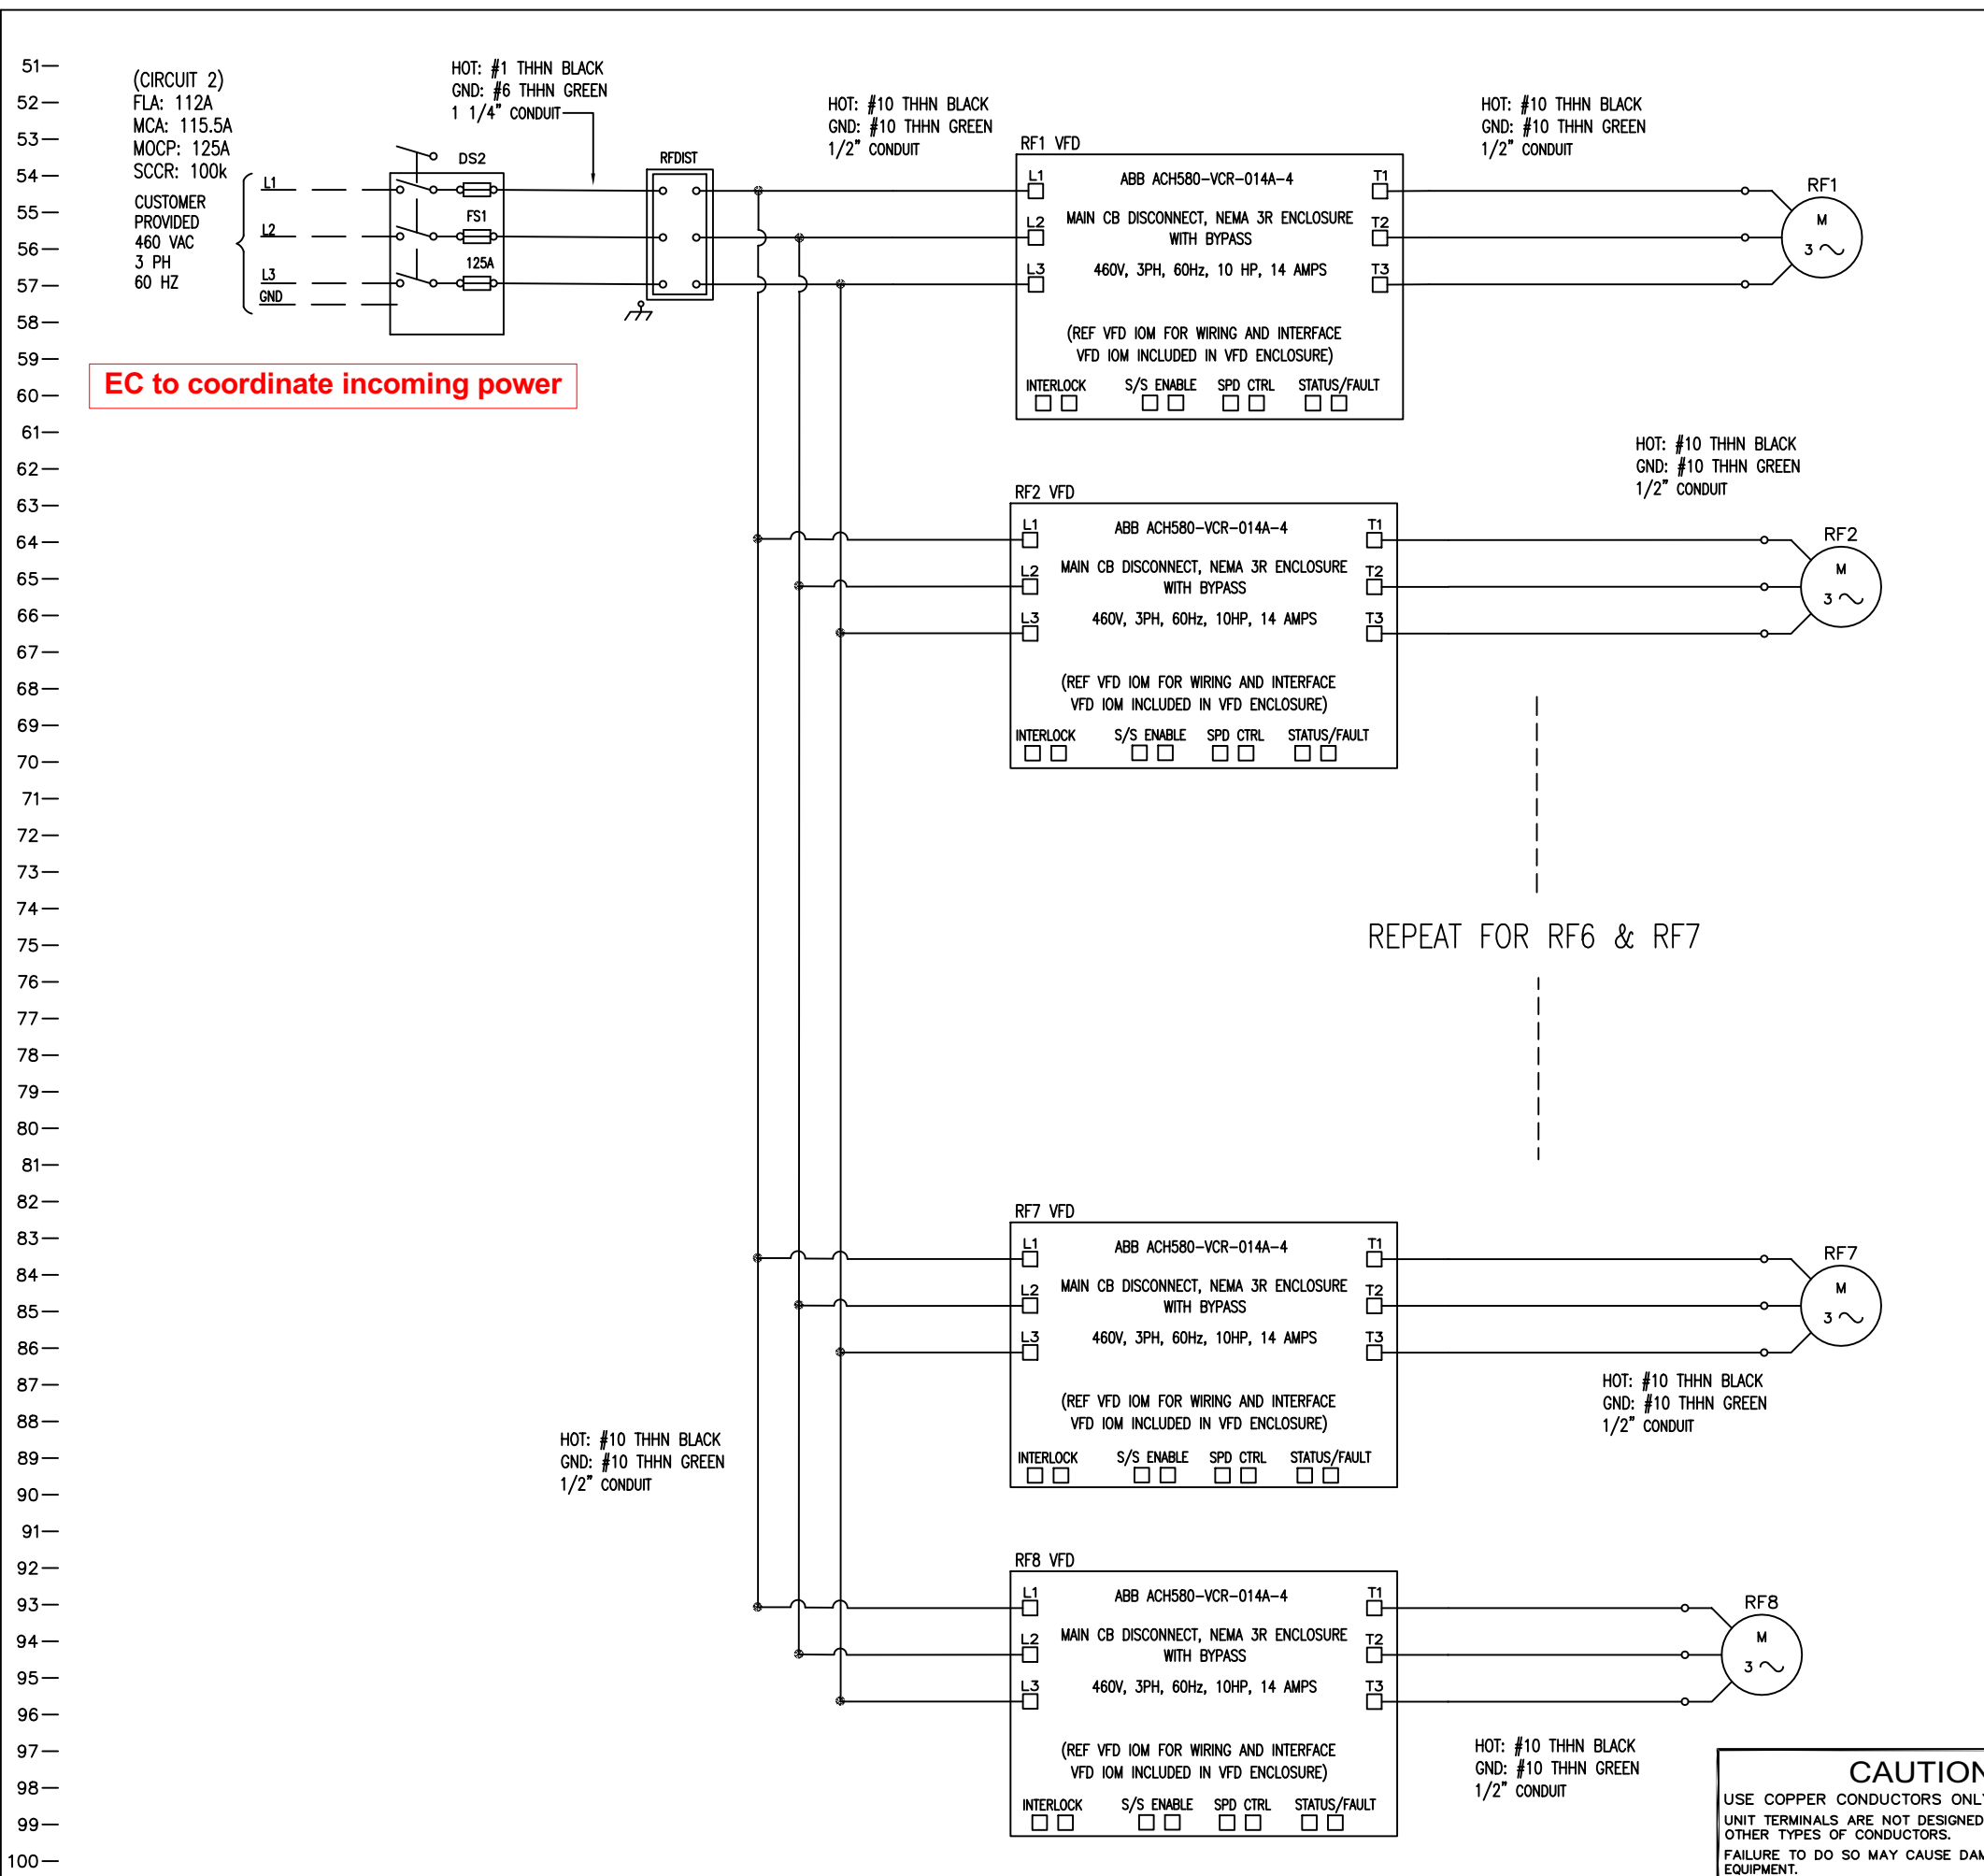 51
52
53
54
55
56
57
58
59
60
61
62
63
64
65
66
67
68
69
70
71
72
73
74
75
76
77
78
79
80
81
82
83
84
85
86
87
88
89
90
91
92
93
94
95
96
97
98
99
100
(CIRCUIT 2)
FLA: 112A
MCA: 115.5A
MOCP: 125A
SCCR: 100k
CUSTOMER
PROVIDED
460 VAC
3 PH
60 HZ
L1
L2
L3
GND
HOT: #1 THHN BLACK
GND: #6 THHN GREEN
1 1/4" CONDUIT
DS2
FS1
125A
RFDIST
EC to coordinate incoming power
HOT: #10 THHN BLACK
GND: #10 THHN GREEN
1/2" CONDUIT
RF1 VFD
L1
L2
L3
ABB ACH580-VCR-014A-4
MAIN CB DISCONNECT, NEMA 3R ENCLOSURE
WITH BYPASS
460V, 3PH, 60Hz, 10 HP, 14 AMPS
(REF VFD IOM FOR WIRING AND INTERFACE
VFD IOM INCLUDED IN VFD ENCLOSURE)
INTERLOCK S/S ENABLE SPD CTRL STATUS/FAULT
T1
T2
T3
HOT: #10 THHN BLACK
GND: #10 THHN GREEN
1/2" CONDUIT
RF1
M
3
RF2 VFD
L1
L2
L3
ABB ACH580-VCR-014A-4
MAIN CB DISCONNECT, NEMA 3R ENCLOSURE
WITH BYPASS
460V, 3PH, 60Hz, 10HP, 14 AMPS
(REF VFD IOM FOR WIRING AND INTERFACE
VFD IOM INCLUDED IN VFD ENCLOSURE)
INTERLOCK S/S ENABLE SPD CTRL STATUS/FAULT
T1
T2
T3
HOT: #10 THHN BLACK
GND: #10 THHN GREEN
1/2" CONDUIT
RF2
M
3
REPEAT FOR RF6 & RF7
RF7 VFD
L1
L2
L3
ABB ACH580-VCR-014A-4
MAIN CB DISCONNECT, NEMA 3R ENCLOSURE
WITH BYPASS
460V, 3PH, 60Hz, 10HP, 14 AMPS
(REF VFD IOM FOR WIRING AND INTERFACE
VFD IOM INCLUDED IN VFD ENCLOSURE)
INTERLOCK S/S ENABLE SPD CTRL STATUS/FAULT
T1
T2
T3
RF7
M
3
HOT: #10 THHN BLACK
GND: #10 THHN GREEN
1/2" CONDUIT
HOT: #10 THHN BLACK
GND: #10 THHN GREEN
1/2" CONDUIT
RF8 VFD
L1
L2
L3
ABB ACH580-VCR-014A-4
MAIN CB DISCONNECT, NEMA 3R ENCLOSURE
WITH BYPASS
460V, 3PH, 60Hz, 10HP, 14 AMPS
(REF VFD IOM FOR WIRING AND INTERFACE
VFD IOM INCLUDED IN VFD ENCLOSURE)
INTERLOCK S/S ENABLE SPD CTRL STATUS/FAULT
T1
T2
T3
RF8
M
3
HOT: #10 THHN BLACK
GND: #10 THHN GREEN
1/2" CONDUIT
CAUTION
USE COPPER CONDUCTORS ONLY
UNIT TERMINALS ARE NOT DESIGNED
OTHER TYPES OF CONDUCTORS.
FAILURE TO DO SO MAY CAUSE
EQUIPMENT.